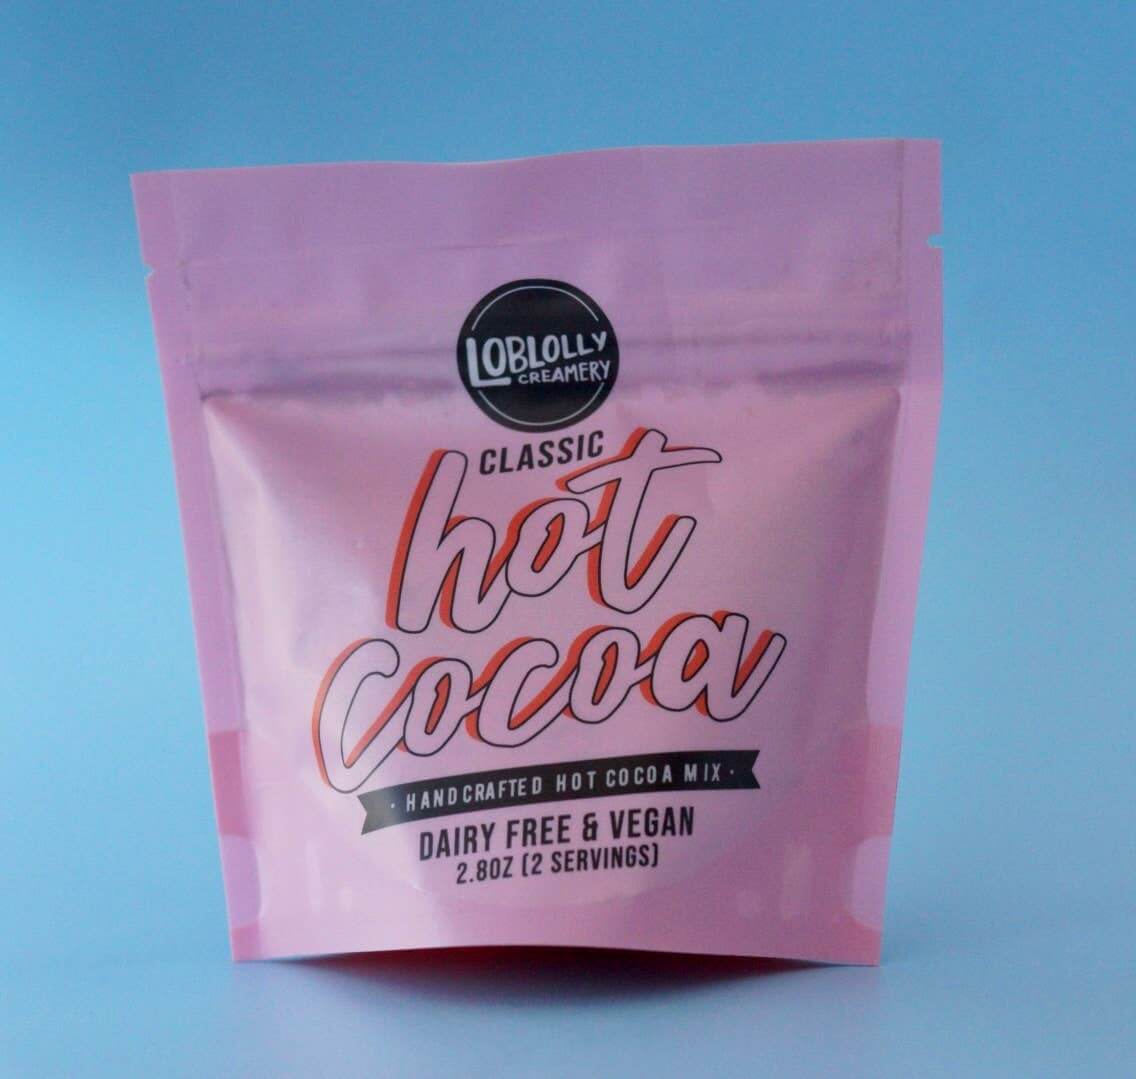 LOBLOLLY
CREAMERY
CLASSIC
hot
cocoa
· HANDCRAFTED HOT COCOA MIX ·
DAIRY FREE & VEGAN
2.8OZ (2 SERVINGS)